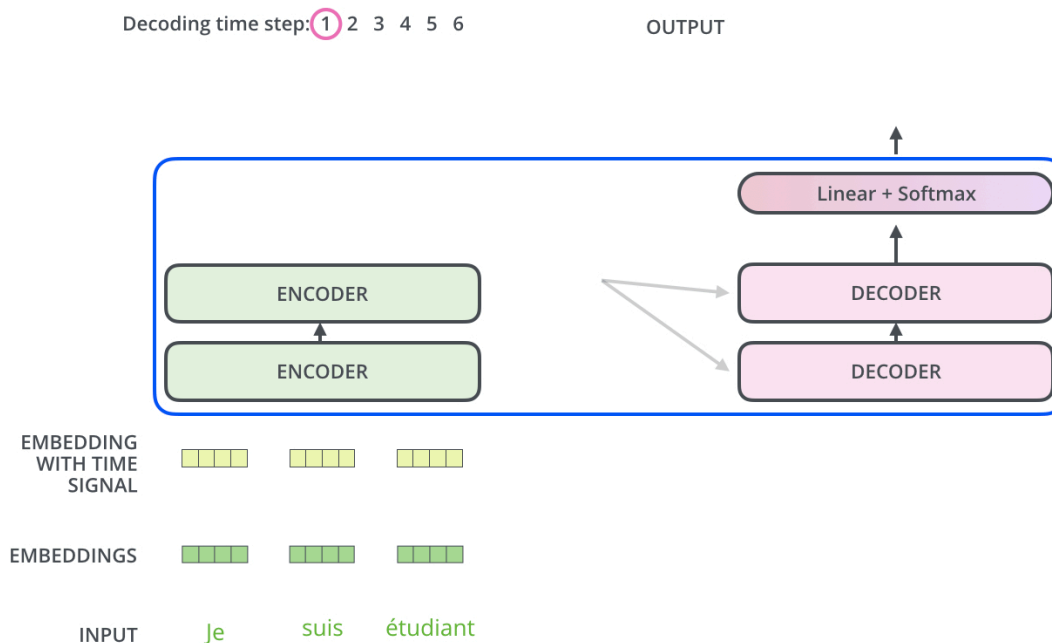 Decoding time step: 1 2 3 4 5 6
OUTPUT
Linear + Softmax
ENCODER
DECODER
ENCODER
DECODER
EMBEDDING
WITH TIME
SIGNAL
EMBEDDINGS
INPUT
Je suis étudiant